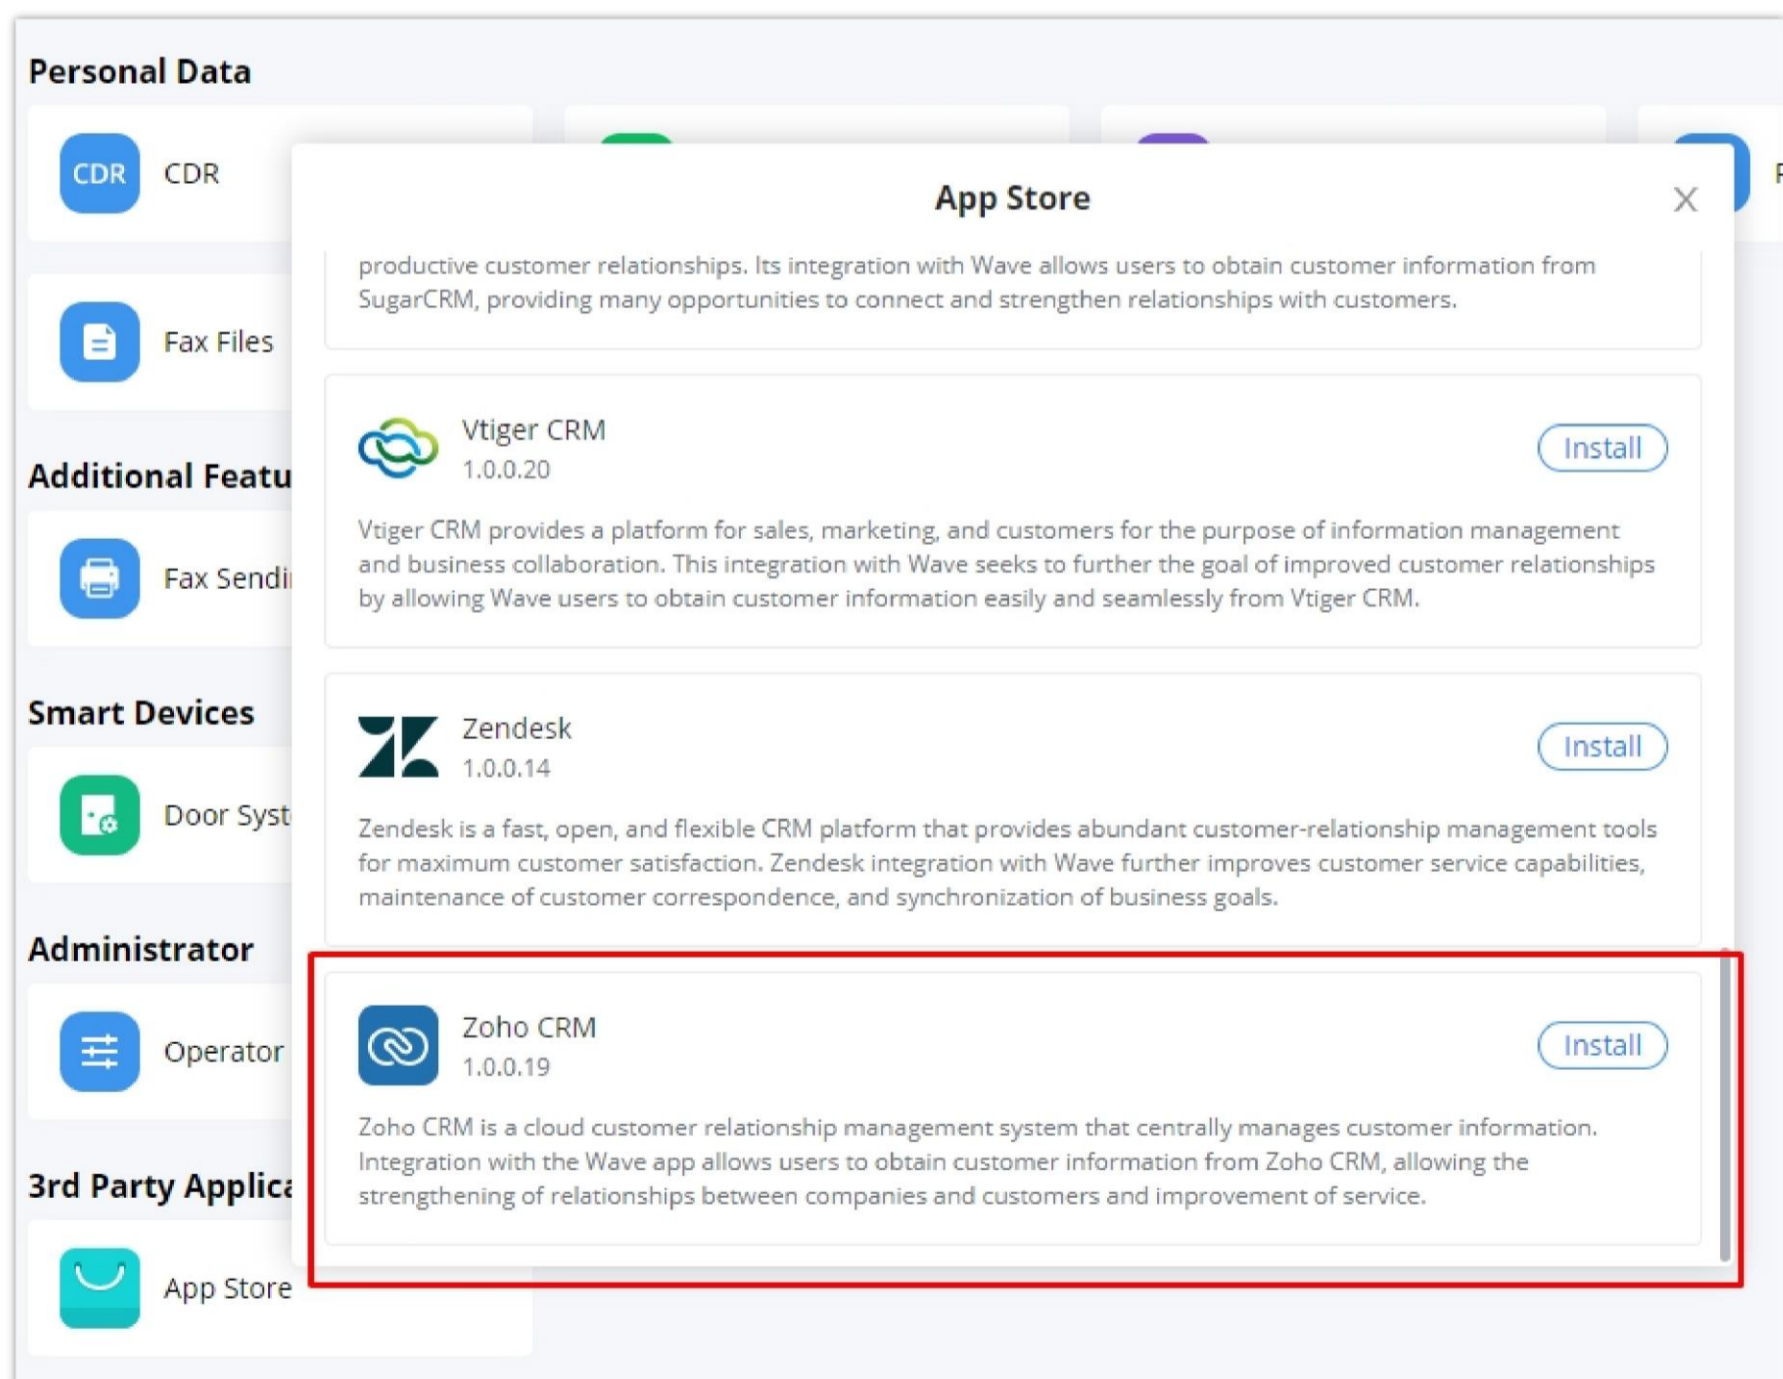 Personal Data
CDR
CDR
Fax Files
Additional Featu
Fax Sendi
Smart Devices
Door Syst
Administrator
Operator
3rd Party Applica
App Store
App Store
X
productive customer relationships. Its integration with Wave allows users to obtain customer information from
SugarCRM, providing many opportunities to connect and strengthen relationships with customers.
Vtiger CRM
1.0.0.20
Install
Vtiger CRM provides a platform for sales, marketing, and customers for the purpose of information management
and business collaboration. This integration with Wave seeks to further the goal of improved customer relationships
by allowing Wave users to obtain customer information easily and seamlessly from Vtiger CRM.
Zendesk
1.0.0.14
Install
Zendesk is a fast, open, and flexible CRM platform that provides abundant customer-relationship management tools
for maximum customer satisfaction. Zendesk integration with Wave further improves customer service capabilities,
maintenance of customer correspondence, and synchronization of business goals.
Zoho CRM
1.0.0.19
Install
Zoho CRM is a cloud customer relationship management system that centrally manages customer information.
Integration with the Wave app allows users to obtain customer information from Zoho CRM, allowing the
strengthening of relationships between companies and customers and improvement of service.